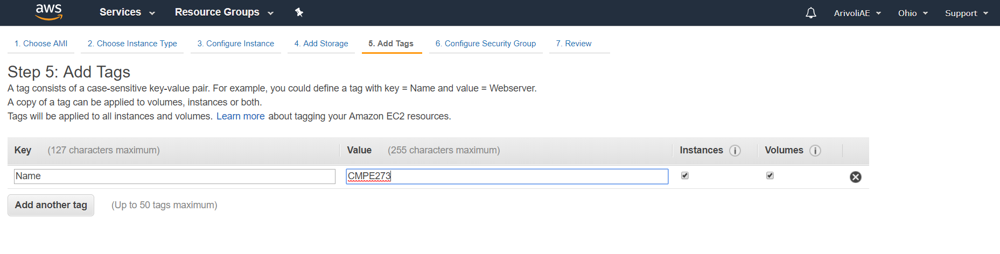 aws Services Resource Groups ArivoliAE Ohio Support
1. Choose AMI 2. Choose Instance Type 3. Configure Instance 4. Add Storage 5. Add Tags 6. Configure Security Group 7. Review
Step 5: Add Tags
A tag consists of a case-sensitive key-value pair. For example, you could define a tag with key = Name and value = Webserver.
A copy of a tag can be applied to volumes, instances or both.
Tags will be applied to all instances and volumes. Learn more about tagging your Amazon EC2 resources.
Key (127 characters maximum) Value (255 characters maximum) Instances i Volumes i
Name CMPE273
Add another tag (Up to 50 tags maximum)